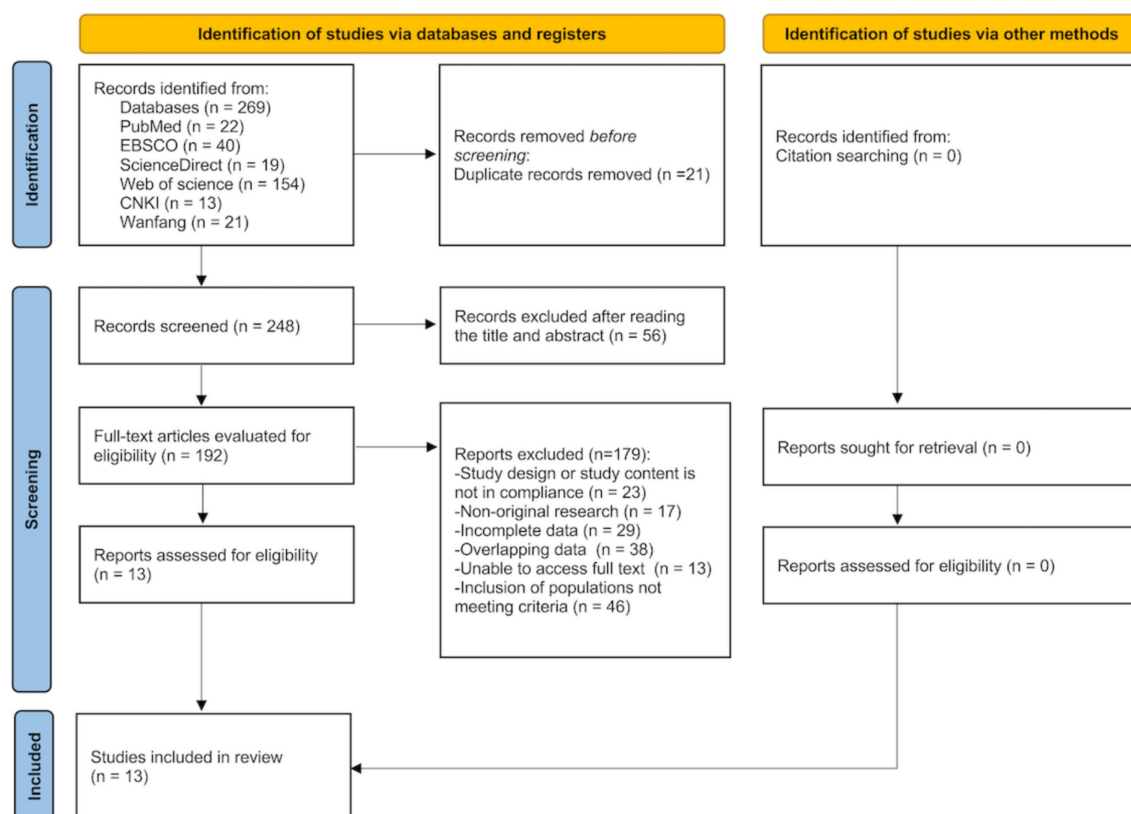 Identification of studies via databases and registers
Identification of studies via other methods
Identification
Records identified from:
Databases (n = 269)
PubMed (n = 22)
EBSCO (n = 40)
ScienceDirect (n = 19)
Web of science (n = 154)
CNKI (n = 13)
Wanfang (n = 21)
Records removed before
screening:
Duplicate records removed (n =21)
Records identified from:
Citation searching (n = 0)
Screening
Records screened (n = 248)
Records excluded after reading
the title and abstract (n = 56)
Full-text articles evaluated for
eligibility (n = 192)
Reports excluded (n=179):
-Study design or study content is
not in compliance (n = 23)
-Non-original research (n = 17)
-Incomplete data (n = 29)
-Overlapping data (n = 38)
-Unable to access full text (n = 13)
-Inclusion of populations not
meeting criteria (n = 46)
Reports sought for retrieval (n = 0)
Reports assessed for eligibility
(n = 13)
Reports assessed for eligibility (n = 0)
Included
Studies included in review
(n = 13)